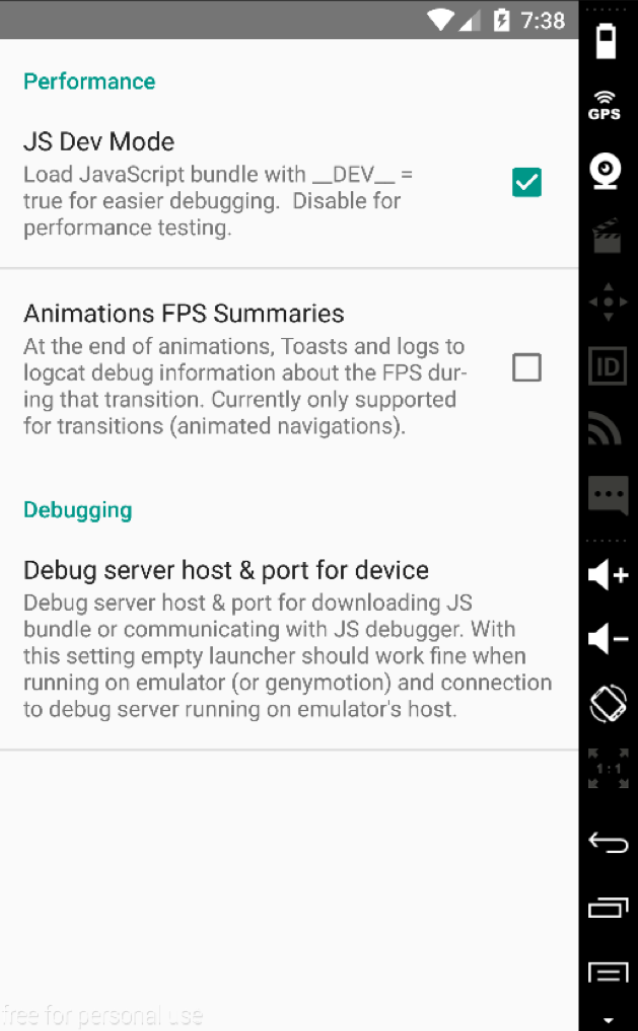 7:38
Performance
JS Dev Mode
Load JavaScript bundle with __DEV__ =
true for easier debugging.  Disable for
performance testing.
Animations FPS Summaries
At the end of animations, Toasts and logs to
logcat debug information about the FPS dur-
ing that transition. Currently only supported
for transitions (animated navigations).
Debugging
Debug server host & port for device
Debug server host & port for downloading JS
bundle or communicating with JS debugger. With
this setting empty launcher should work fine when
running on emulator (or genymotion) and connection
to debug server running on emulator's host.
free for personal use
GPS
ID
1:1